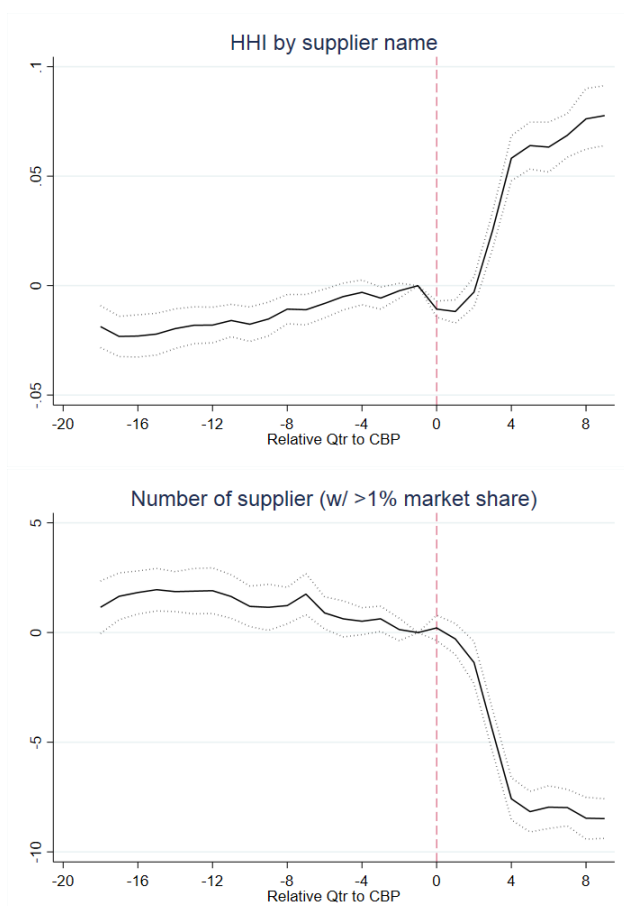 HHI by supplier name
.1
.05
0
-.05
-20 -16 -12 -8 -4 0 4 8
Relative Qtr to CBP
Number of supplier (w/ >1% market share)
5
0
-5
-10
-20 -16 -12 -8 -4 0 4 8
Relative Qtr to CBP